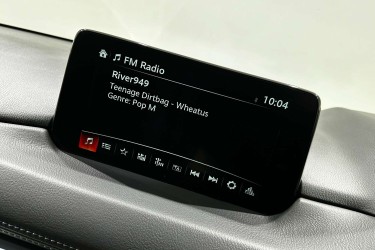 FM Radio
10:04
River949
Teenage Dirtbag - Wheatus
Genre: Pop M